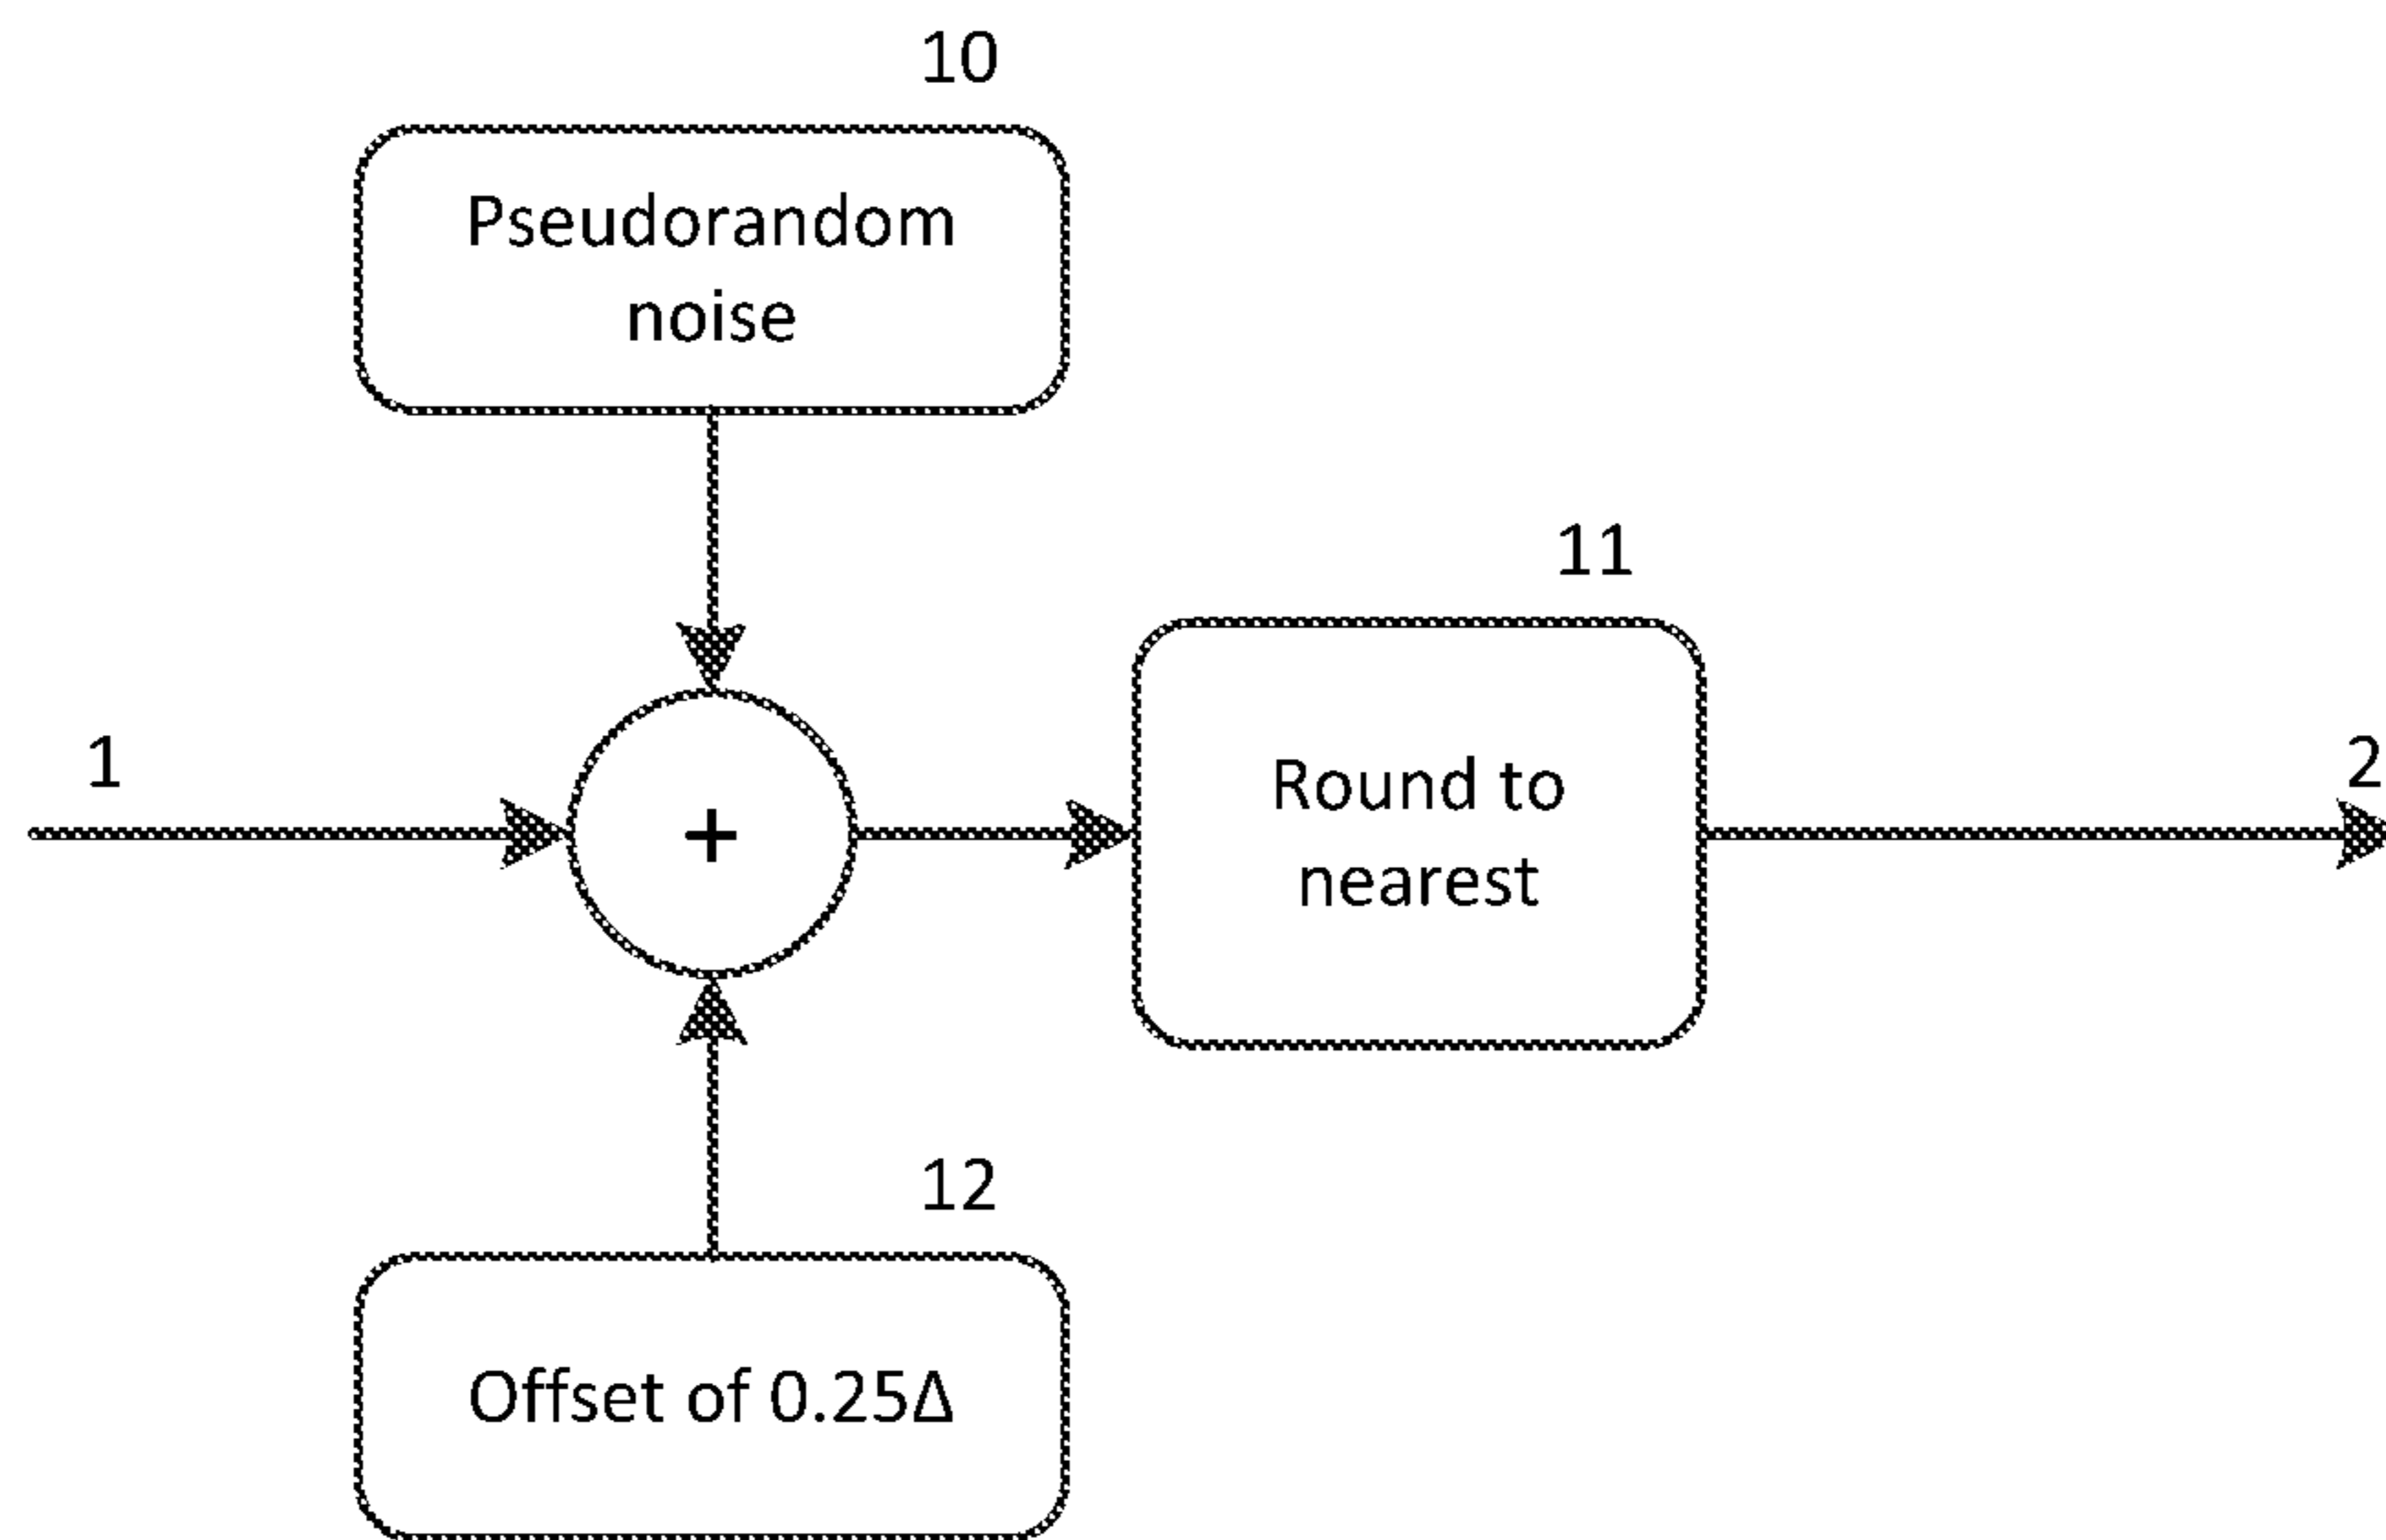 10
Pseudorandom
noise
11
1
Round to
nearest
2
+
12
Offset of 0.25Δ